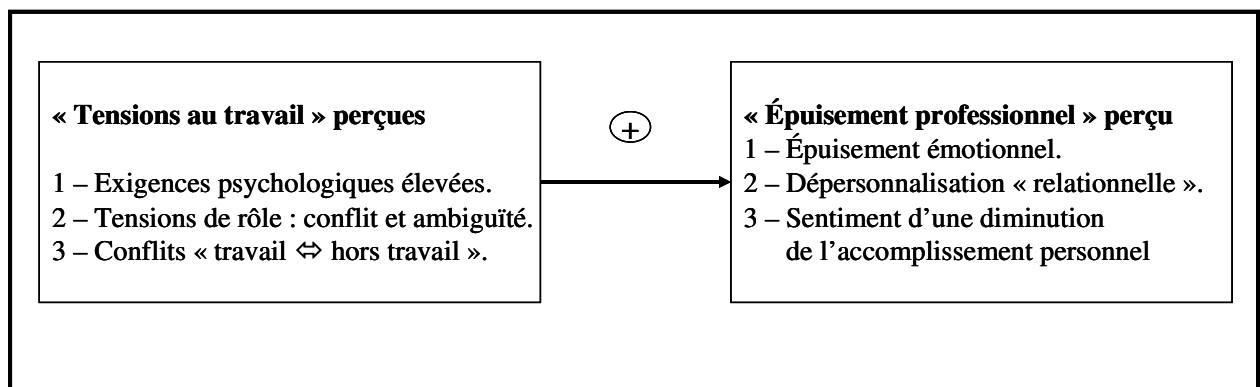 « Tensions au travail » perçues
1 – Exigences psychologiques élevées.
2 – Tensions de rôle : conflit et ambiguïté.
3 – Conflits « travail ⇔ hors travail ».
+
« Épuisement professionnel » perçu
1 – Épuisement émotionnel.
2 – Dépersonnalisation « relationnelle ».
3 – Sentiment d’une diminution
de l’accomplissement personnel